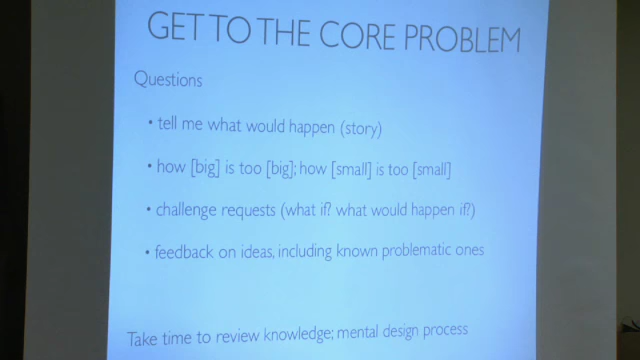 GET TO THE CORE PROBLEM
Questions
• tell me what would happen (story)
• how [big] is too [big]; how [small] is too [small]
• challenge requests (what if? what would happen if?)
• feedback on ideas, including known problematic ones
Take time to review knowledge; mental design process